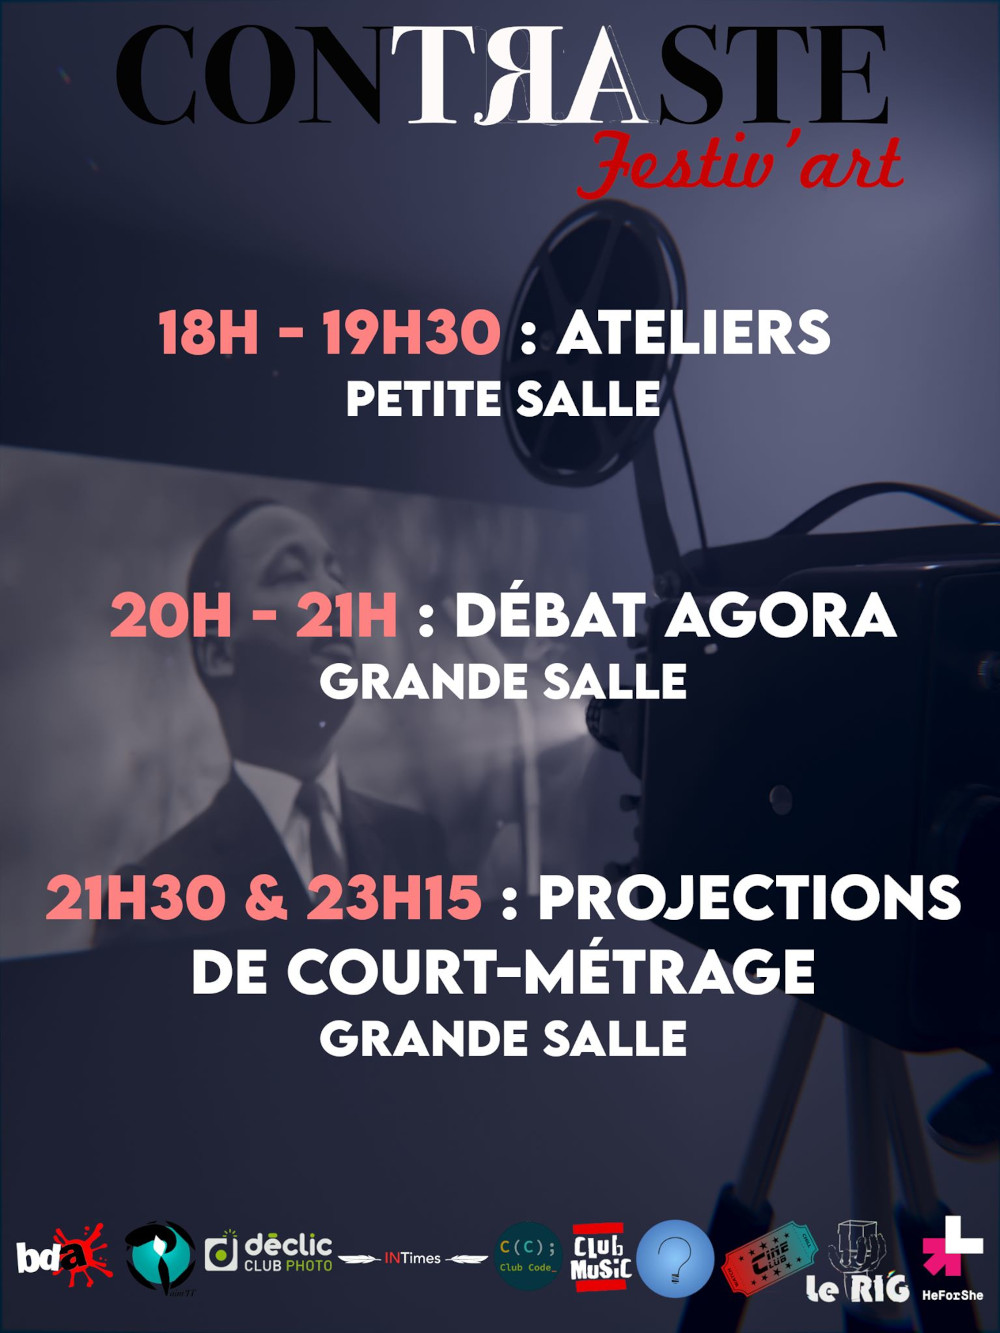 CONTRASTE
Festiv'art
18H - 19H30 : ATELIERS
PETITE SALLE
20H - 21H : DÉBAT AGORA
GRANDE SALLE
21H30 & 23H15 : PROJECTIONS
DE COURT-MÉTRAGE
GRANDE SALLE
bda
déclic
CLUB PHOTO
INTimes
C(C);
Club Code_
Club
MUSiC
?
CINE
CLUB
Le RIG
HeForShe